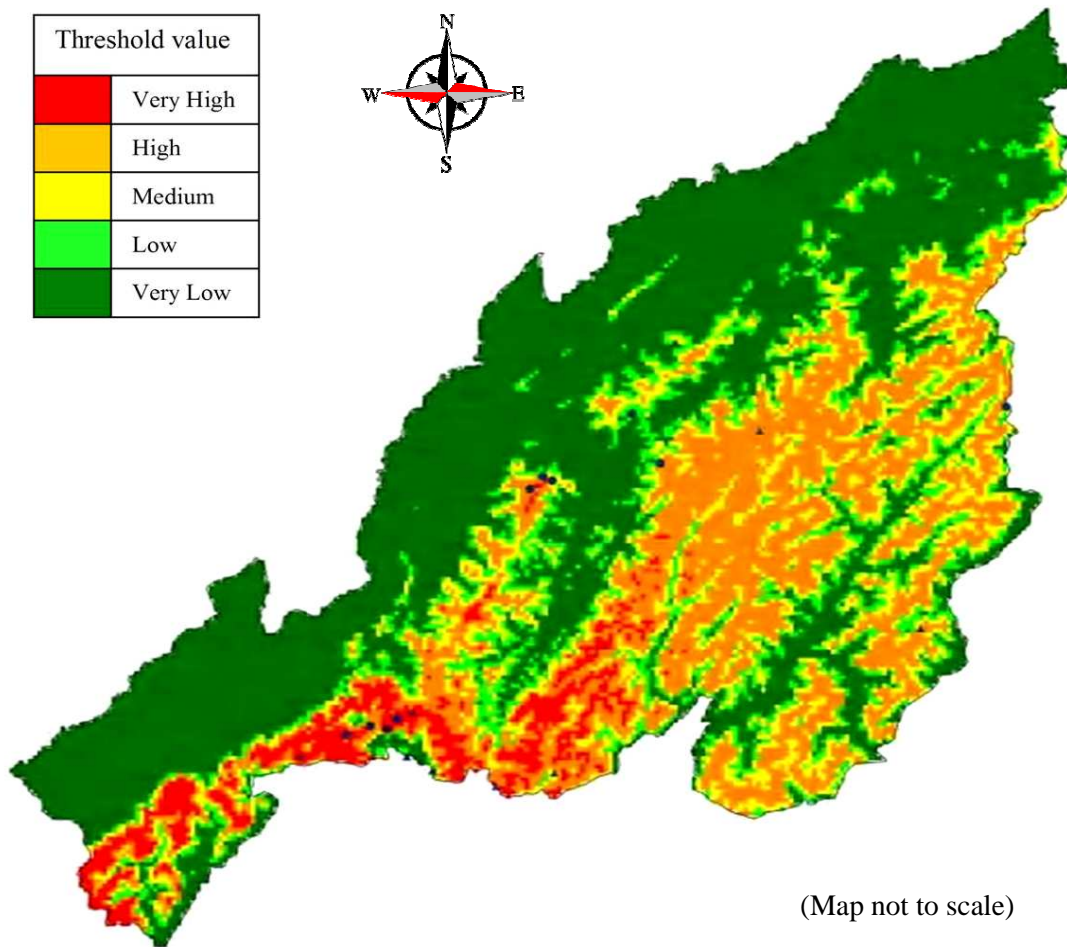 Threshold value
Very High
High
Medium
Low
Very Low
N
W
E
S
(Map not to scale)